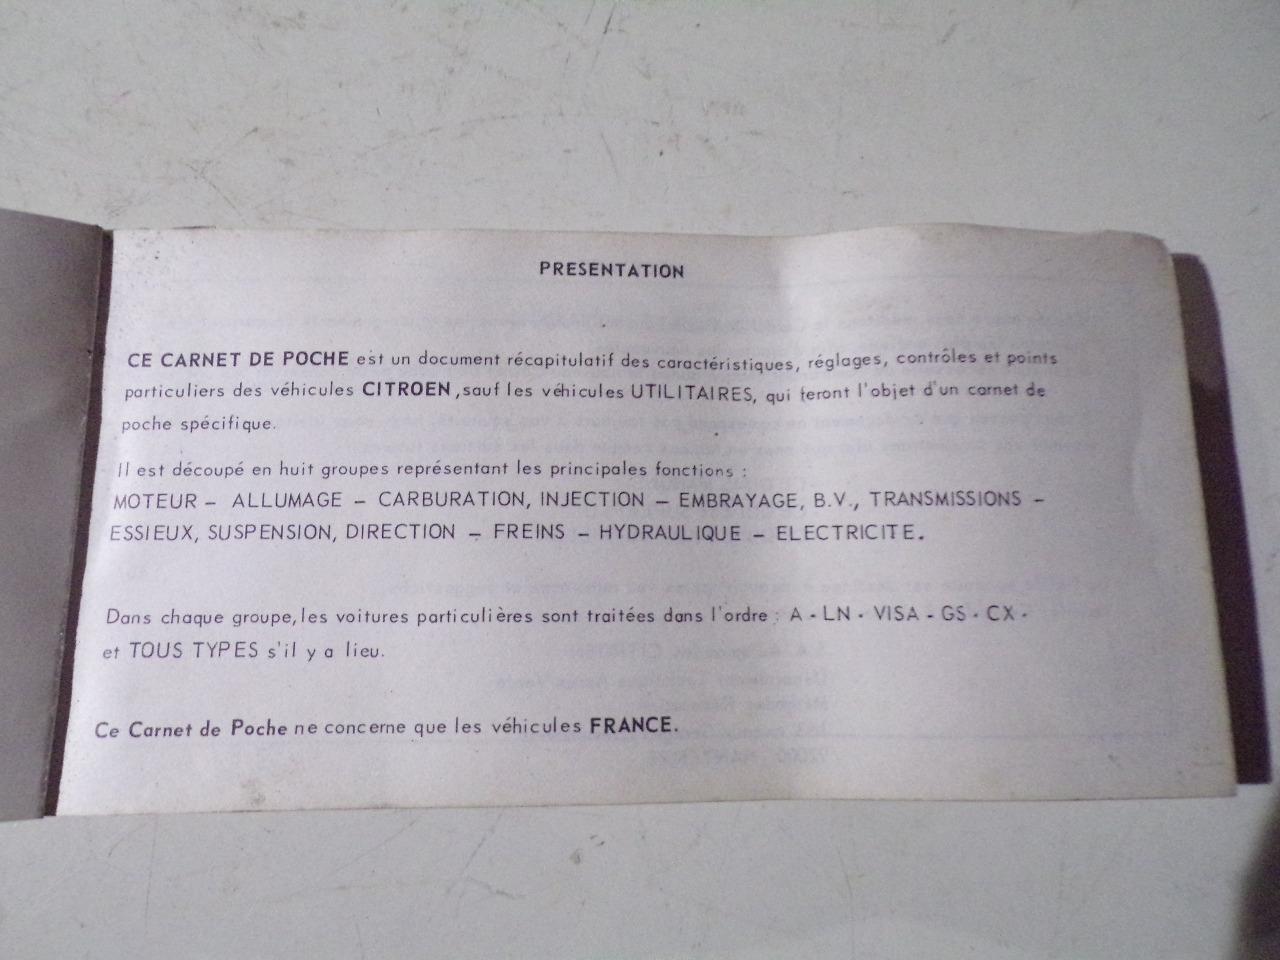 PRESENTATION
CE CARNET DE POCHE est un document récapitulatif des caractéristiques, réglages, contrôles et points
particuliers des véhicules CITROEN, sauf les véhicules UTILITAIRES, qui feront l'objet d'un carnet de
poche spécifique.
Il est découpé en huit groupes représentant les principales fonctions :
MOTEUR – ALLUMAGE – CARBURATION, INJECTION – EMBRAYAGE, B.V., TRANSMISSIONS –
ESSIEUX, SUSPENSION, DIRECTION – FREINS – HYDRAULIQUE – ELECTRICITE.
Dans chaque groupe, les voitures particulières sont traitées dans l'ordre : A - LN - VISA - GS - CX -
et TOUS TYPES s'il y a lieu.
Ce Carnet de Poche ne concerne que les véhicules FRANCE.